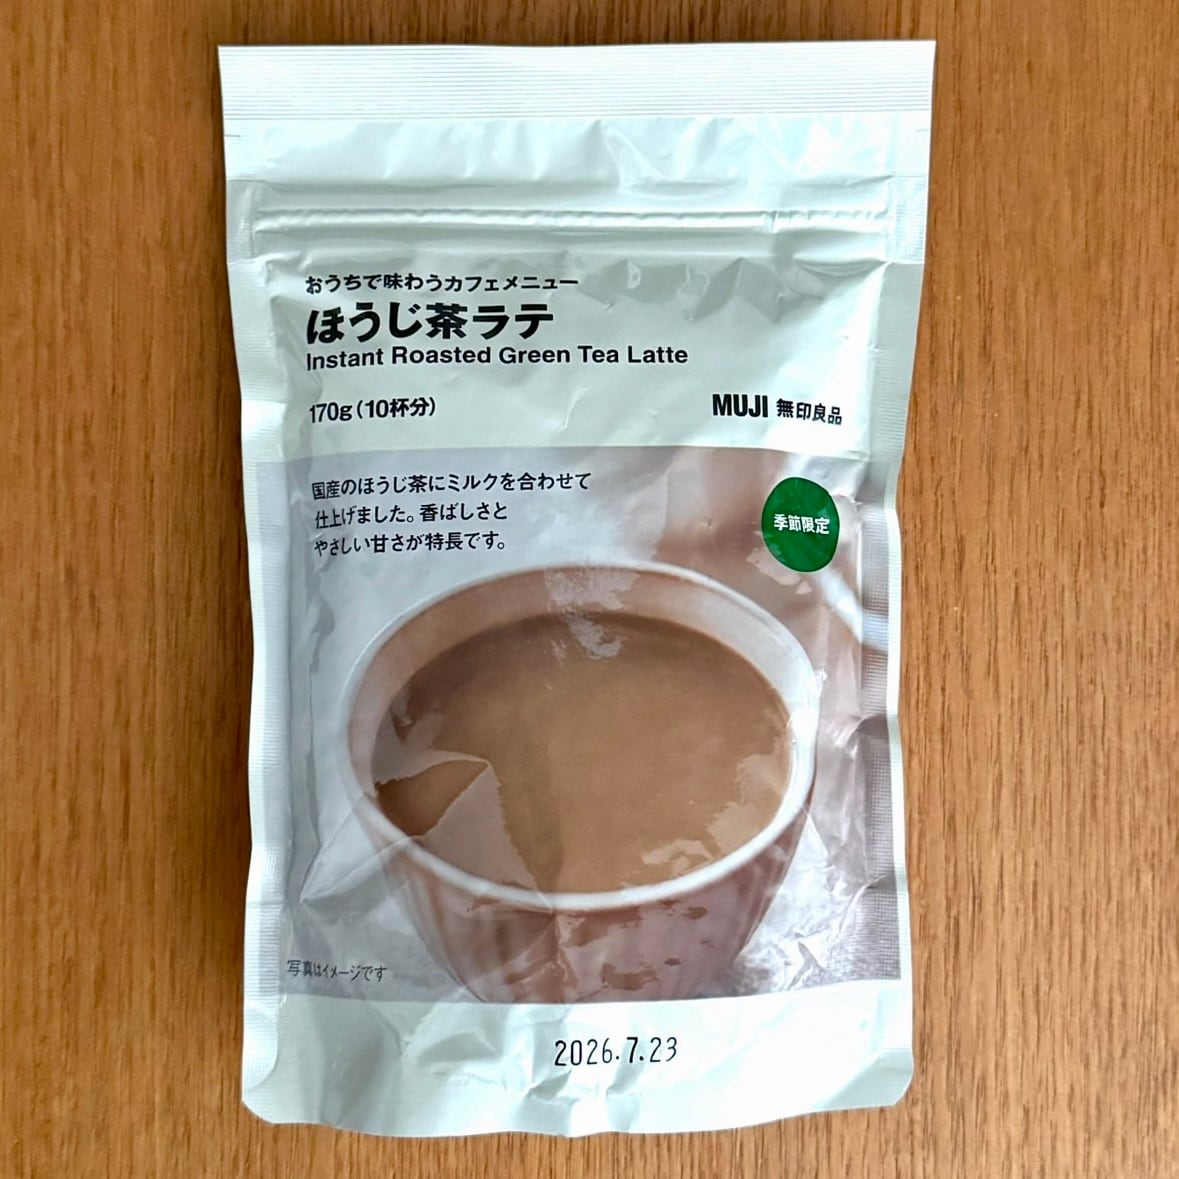 おうちで味わうカフェメニュー
ほうじ茶ラテ
Instant Roasted Green Tea Latte
170g(10杯分)
MUJI 無印良品
国産のほうじ茶にミルクを合わせて
仕上げました。香ばしさと
やさしい甘さが特長です。
季節限定
写真はイメージです
2026.7.23